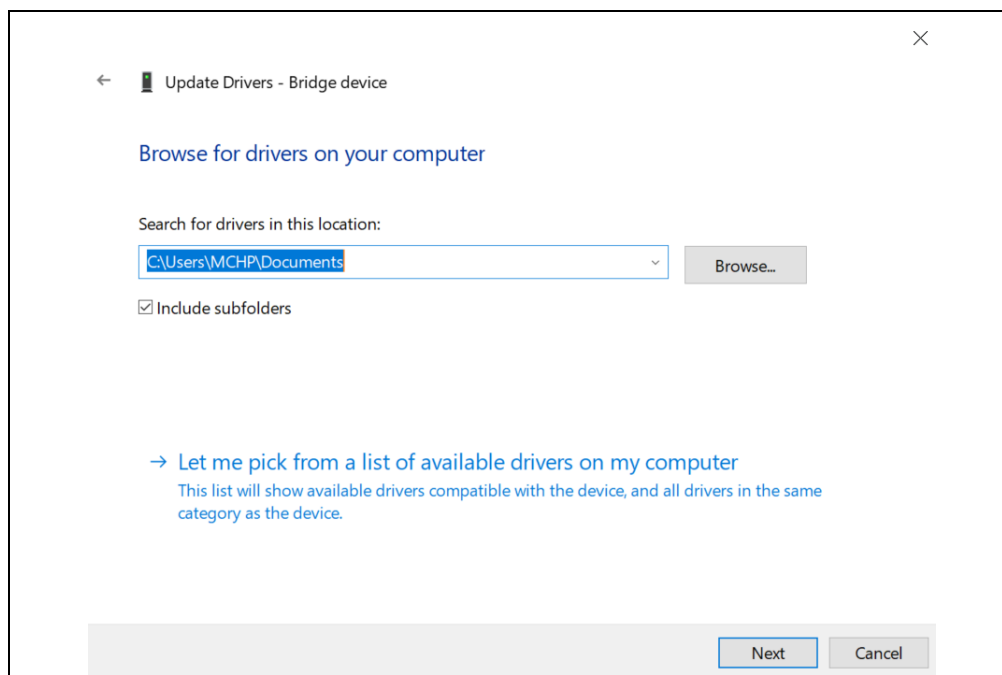 Update Drivers - Bridge device
Browse for drivers on your computer
Search for drivers in this location:
C:\Users\MCHP\Documents
Browse...
Include subfolders
Let me pick from a list of available drivers on my computer
This list will show available drivers compatible with the device, and all drivers in the same
category as the device.
Next
Cancel